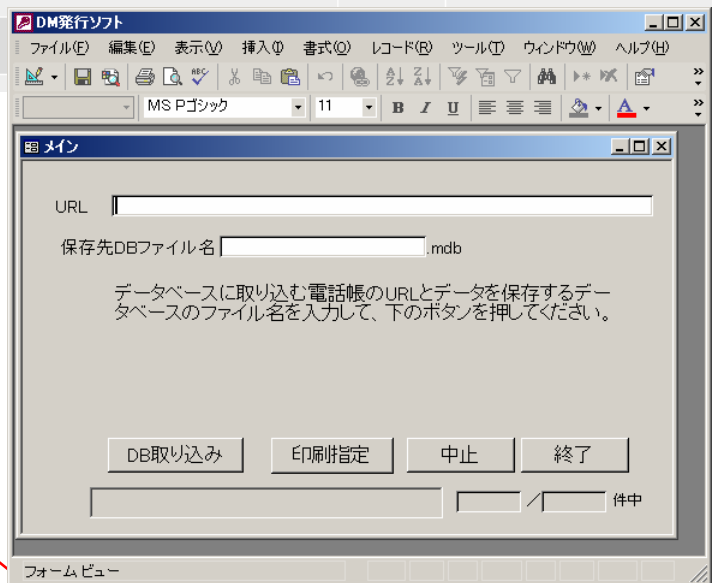 DM発行ソフト
ファイル(F) 編集(E) 表示(V) 挿入(I) 書式(O) レコード(R) ツール(T) ウィンドウ(W) ヘルプ(H)
MS Pゴシック 11 B I U A
メイン
URL
保存先DBファイル名 .mdb
データベースに取り込む電話帳のURLとデータを保存するデー
タベースのファイル名を入力して、下のボタンを押してください。
DB取り込み 印刷指定 中止 終了
/ 件中
フォーム ビュー